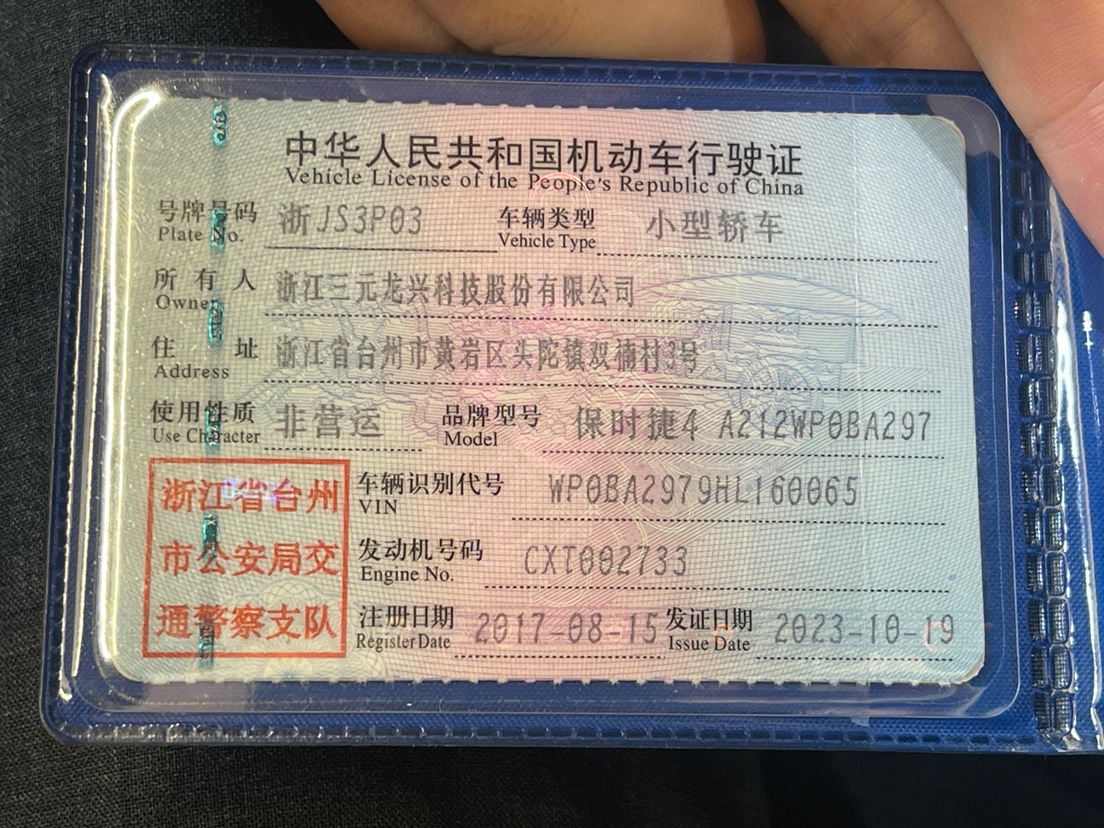 中华人民共和国机动车行驶证
Vehicle License of the People's Republic of China
号牌号码 浙JS3P03 车辆类型 小型轿车
Plate No. Vehicle Type
所有人 浙江三元龙兴科技股份有限公司
Owner
住址 浙江省台州市黄岩区头陀镇双楠村3号
Address
使用性质 非营运 品牌型号 保时捷4 A212WP0BA297
Use Character Model
车辆识别代号 WP0BA2979HL160065
VIN
发动机号码 CXT002733
Engine No.
注册日期 2017-08-15 发证日期 2023-10-19
Register Date Issue Date
浙江省台州
市公安局交
通警察支队